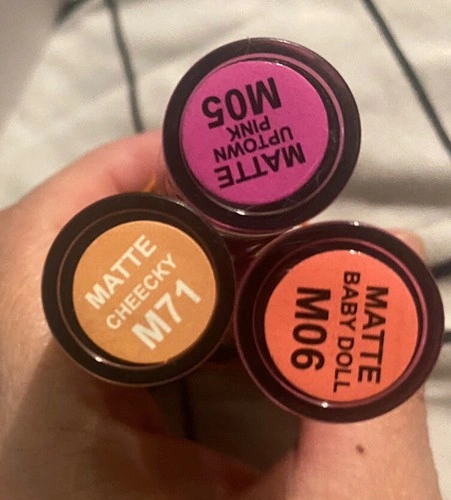 MATTE
UPTOWN
PINK
M05
MATTE
CHEECKY
M71
MATTE
BABY DOLL
M06